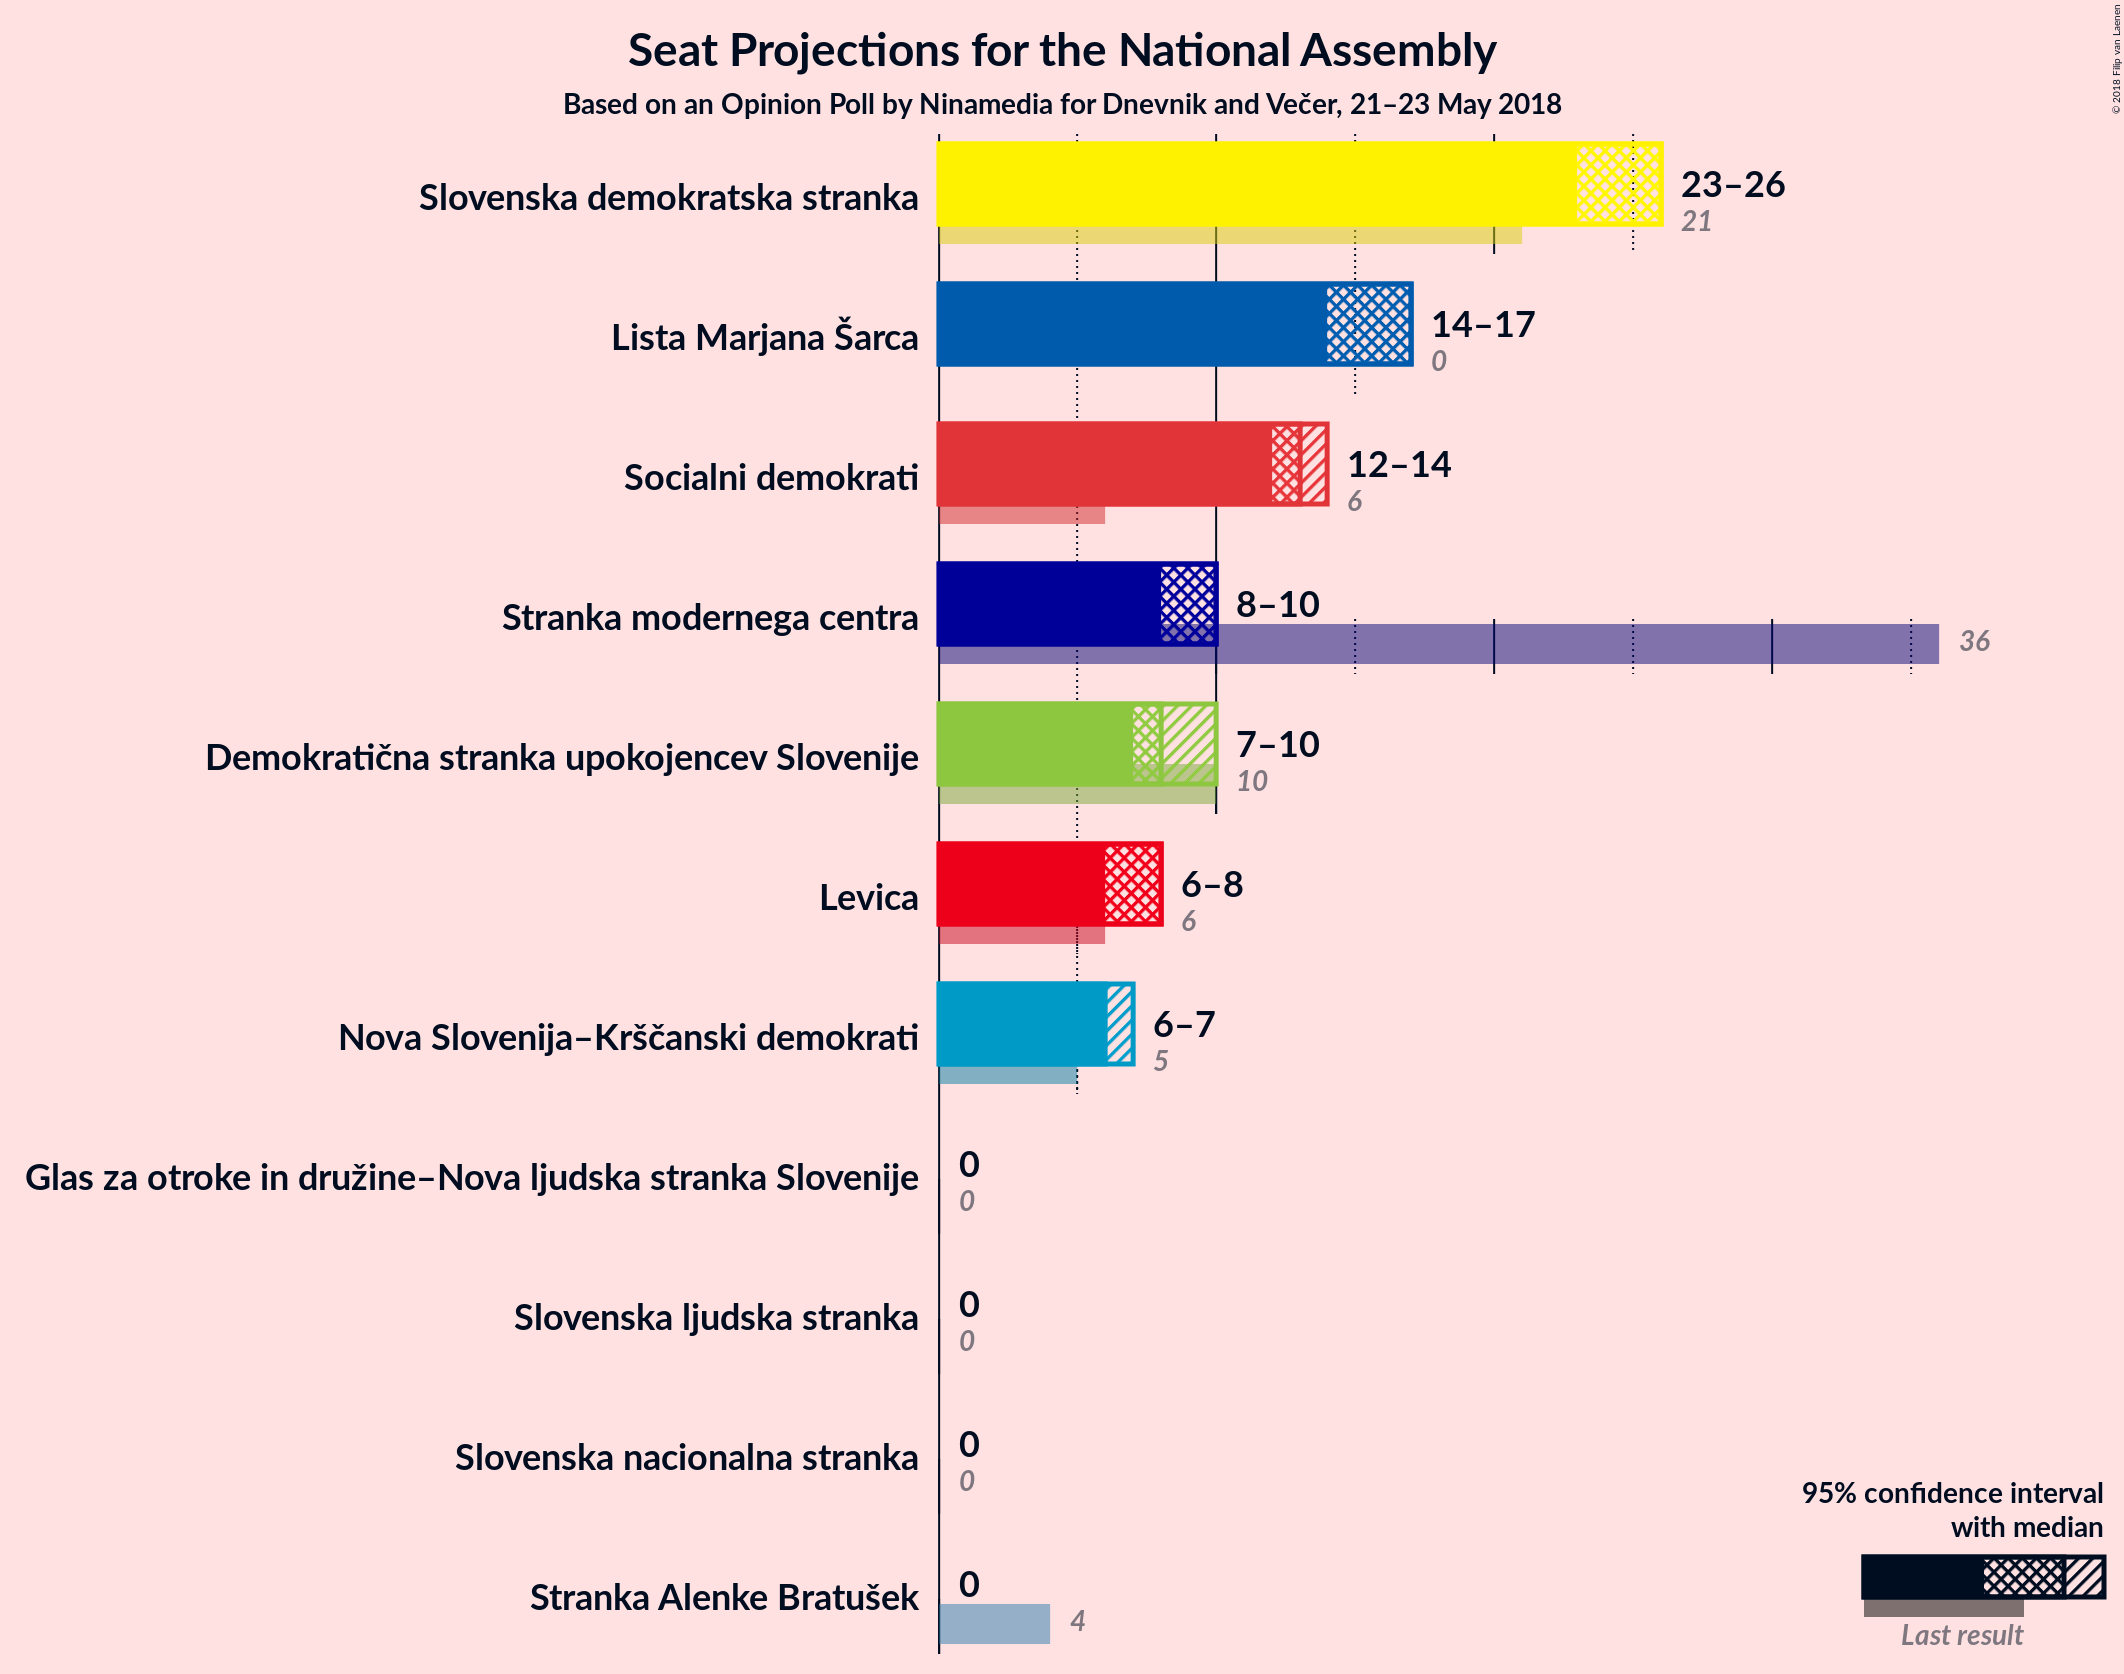 Seat Projections for the National Assembly
Based on an Opinion Poll by Ninamedia for Dnevnik and Večer, 21–23 May 2018
© 2018 Filip van Laenen
Slovenska demokratska stranka
23–26
21
Lista Marjana Šarca
14–17
0
Socialni demokrati
12–14
6
Stranka modernega centra
8–10
36
Demokratična stranka upokojencev Slovenije
7–10
10
Levica
6–8
6
Nova Slovenija–Krščanski demokrati
6–7
5
Glas za otroke in družine–Nova ljudska stranka Slovenije
0
0
Slovenska ljudska stranka
0
0
Slovenska nacionalna stranka
0
0
Stranka Alenke Bratušek
0
4
95% confidence interval
with median
Last result